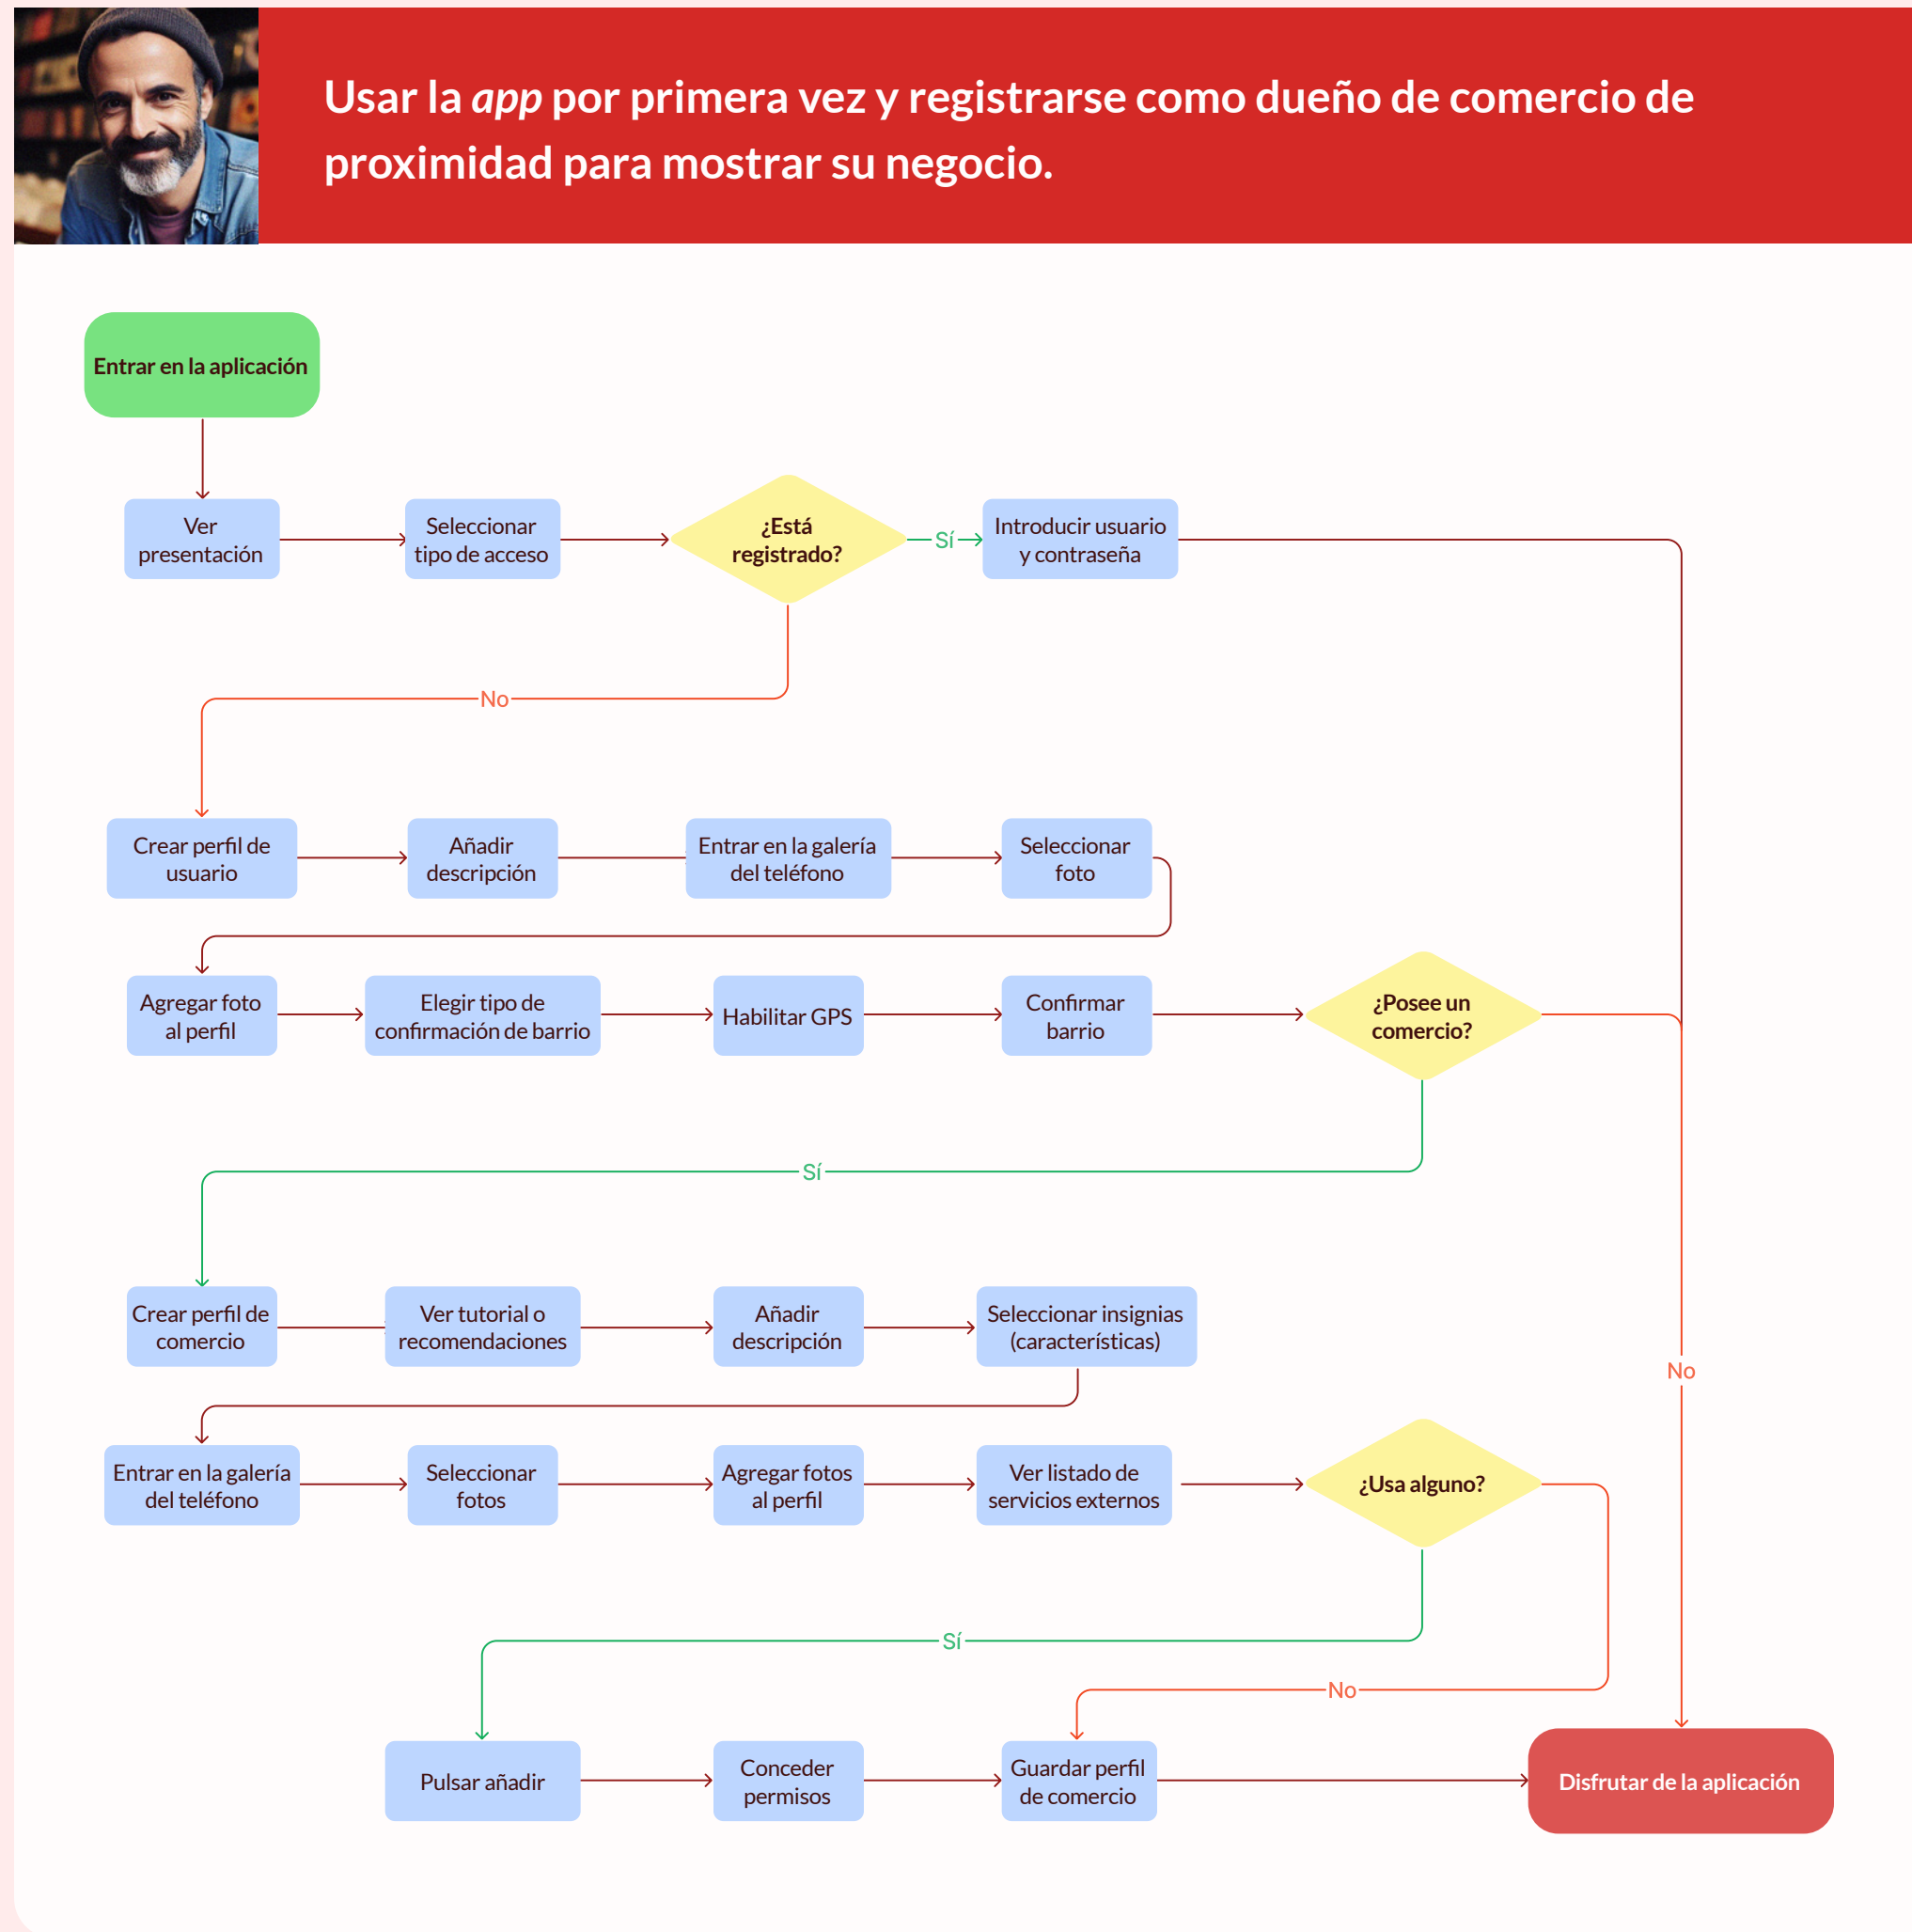 Usar la app por primera vez y registrarse como dueño de comercio de
proximidad para mostrar su negocio.
Entrar en la aplicación
Ver
presentación
Seleccionar
tipo de acceso
¿Está
registrado?
Sí
Introducir usuario
y contraseña
No
Crear perfil de
usuario
Añadir
descripción
Entrar en la galería
del teléfono
Seleccionar
foto
Agregar foto
al perfil
Elegir tipo de
confirmación de barrio
Habilitar GPS
Confirmar
barrio
¿Posee un
comercio?
Sí
Crear perfil de
comercio
Ver tutorial o
recomendaciones
Añadir
descripción
Seleccionar insignias
(características)
No
Entrar en la galería
del teléfono
Seleccionar
fotos
Agregar fotos
al perfil
Ver listado de
servicios externos
¿Usa alguno?
Sí
No
Pulsar añadir
Conceder
permisos
Guardar perfil
de comercio
Disfrutar de la aplicación